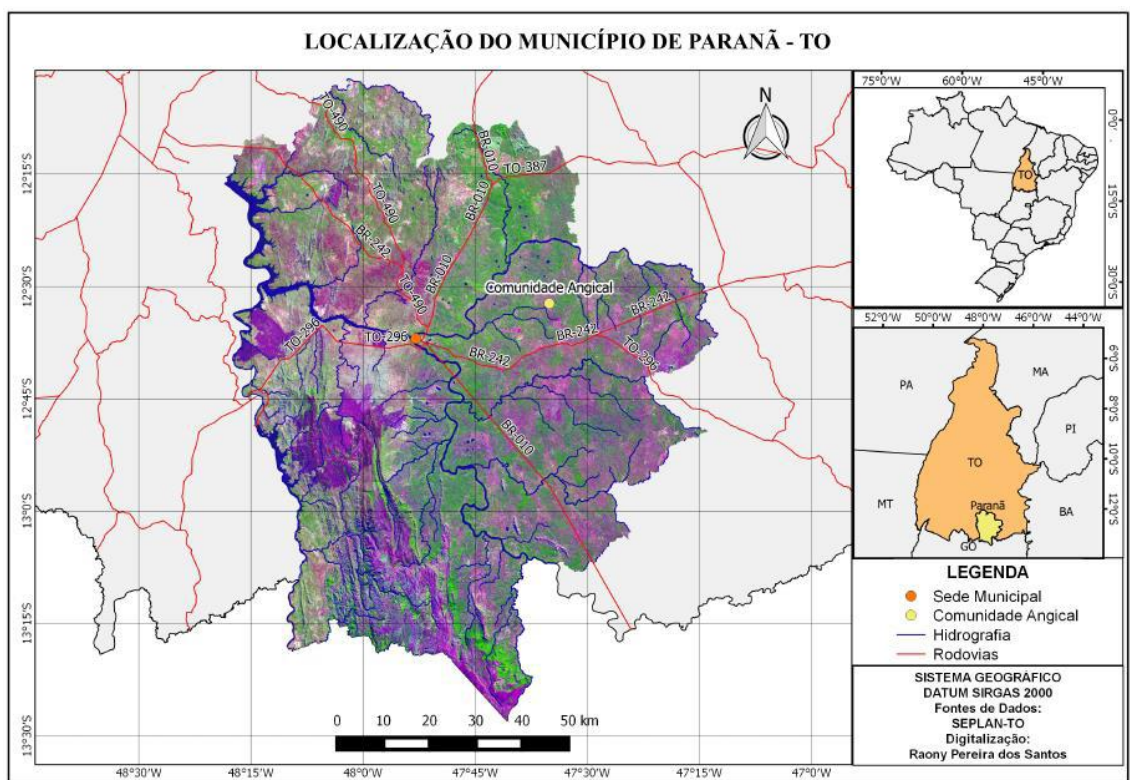 LOCALIZAÇÃO DO MUNICÍPIO DE PARANÃ - TO
TO-490
BR-010
TO-387
TO-490
BR-010
BR-242
TO-490
BR-010
Comunidade Angical
BR-242
TO-296
TO-296
BR-242
BR-242
TO-296
BR-010
N
0 10 20 30 40 50 km
12°15'S
12°30'S
12°45'S
13°00'S
13°15'S
13°30'S
48°30'W 48°15'W 48°0'W 47°45'W 47°30'W 47°15'W 47°0'W
75°0'W 60°0'W 45°0'W
0°0'
15°0'S
30°0'S
TO
52°0'W 50°0'W 48°0'W 46°0'W 44°0'W
6°0'S
8°0'S
10°0'S
12°0'S
PA
MA
PI
TO
MT
Paranã
BA
GO
LEGENDA
Sede Municipal
Comunidade Angical
Hidrografia
Rodovias
SISTEMA GEOGRÁFICO
DATUM SIRGAS 2000
Fontes de Dados:
SEPLAN-TO
Digitalização:
Raony Pereira dos Santos